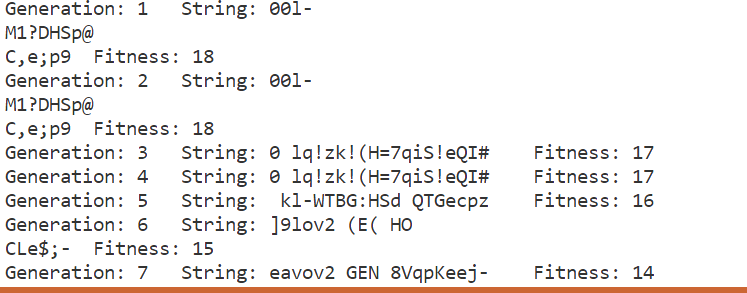 Generation: 1 String: 00l-
M1?DHSp@
C,e;p9 Fitness: 18
Generation: 2 String: 00l-
M1?DHSp@
C,e;p9 Fitness: 18
Generation: 3 String: 0 lq!zk!(H=7qiS!eQI# Fitness: 17
Generation: 4 String: 0 lq!zk!(H=7qiS!eQI# Fitness: 17
Generation: 5 String:  kl-WTBG:HSd QTGecpz Fitness: 16
Generation: 6 String: ]9lov2 (E( HO
CLe$;- Fitness: 15
Generation: 7 String: eavov2 GEN 8VqpKeej- Fitness: 14